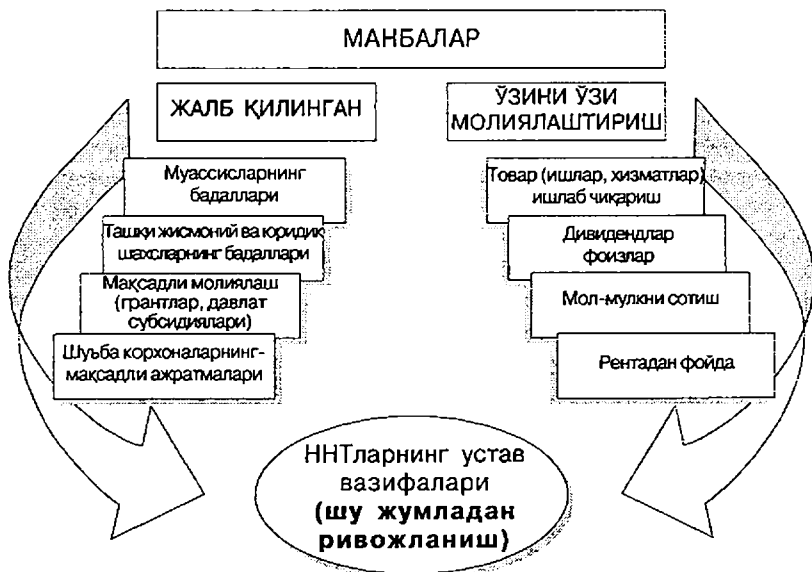 МАНБАЛАР
ЖАЛБ ҚИЛИНГАН
Муассисларнинг
бадаллари
Ташқи жисмоний ва юридик
шахсларнинг бадаллари
Мақсадли молиялаш
(грантлар, давлат
субсидиялари)
Шуъба корхоналарнинг-
мақсадли ажратмалари
ЎЗИНИ ЎЗИ
МОЛИЯЛАШТИРИШ
Товар (ишлар, хизматлар)
ишлаб чиқариш
Дивидендлар
фоизлар
Мол-мулкни сотиш
Рентадан фойда
ННТларнинг устав
вазифалари
(шу жумладан
ривожланиш)